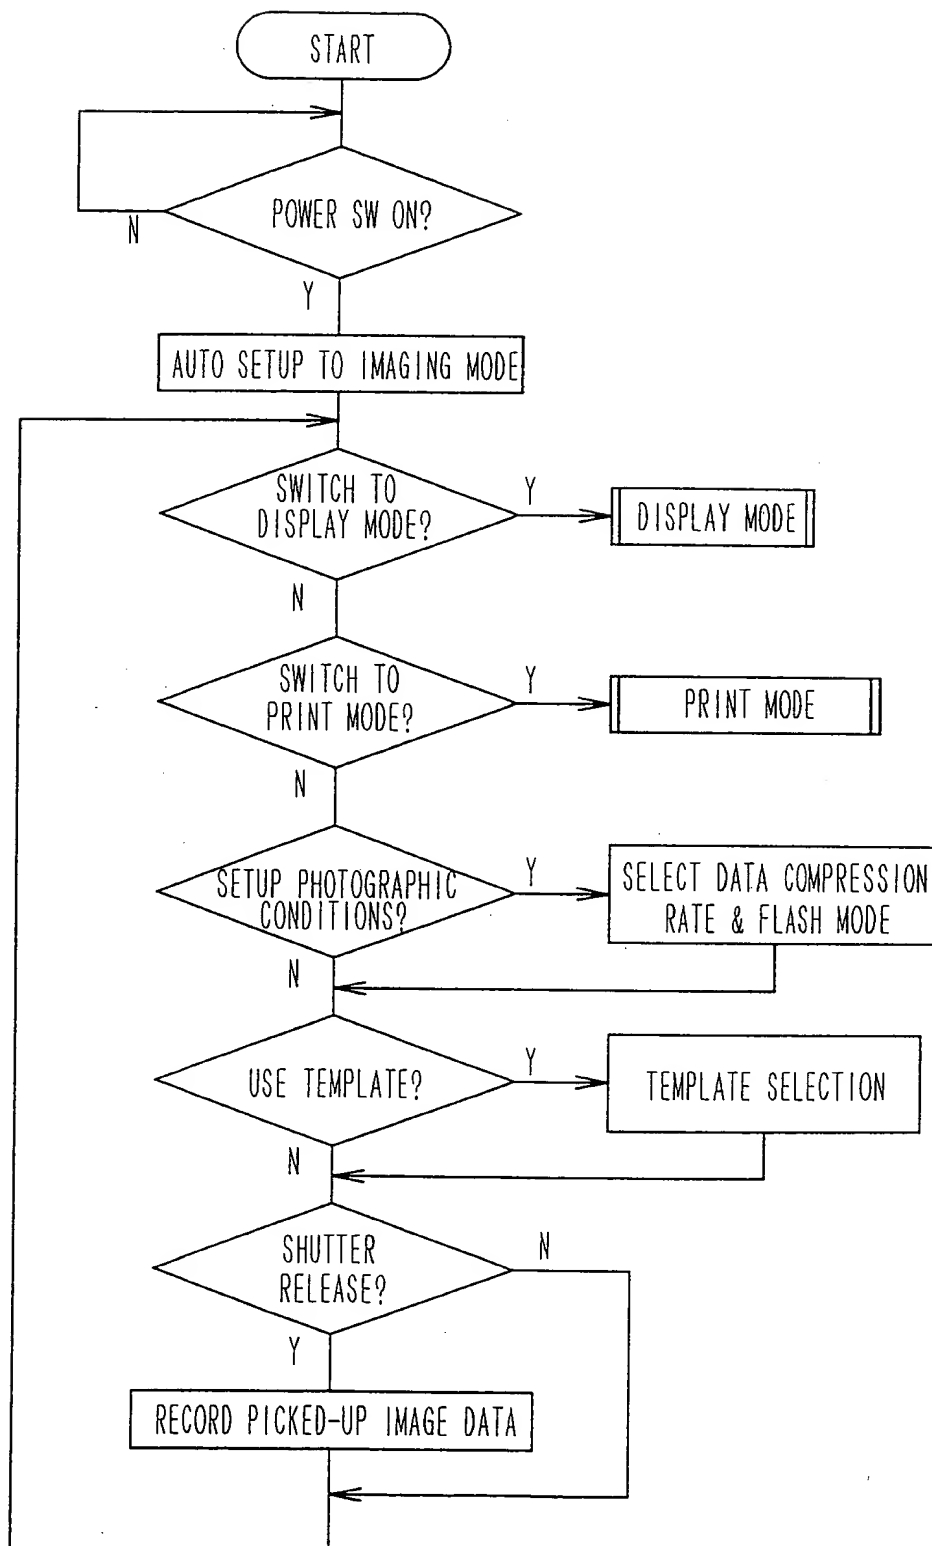 START
POWER SW ON?
N
Y
AUTO SETUP TO IMAGING MODE
SWITCH TO
DISPLAY MODE?
Y
DISPLAY MODE
N
SWITCH TO
PRINT MODE?
Y
PRINT MODE
N
SETUP PHOTOGRAPHIC
CONDITIONS?
Y
SELECT DATA COMPRESSION
RATE & FLASH MODE
N
USE TEMPLATE?
Y
TEMPLATE SELECTION
N
SHUTTER
RELEASE?
N
Y
RECORD PICKED-UP IMAGE DATA